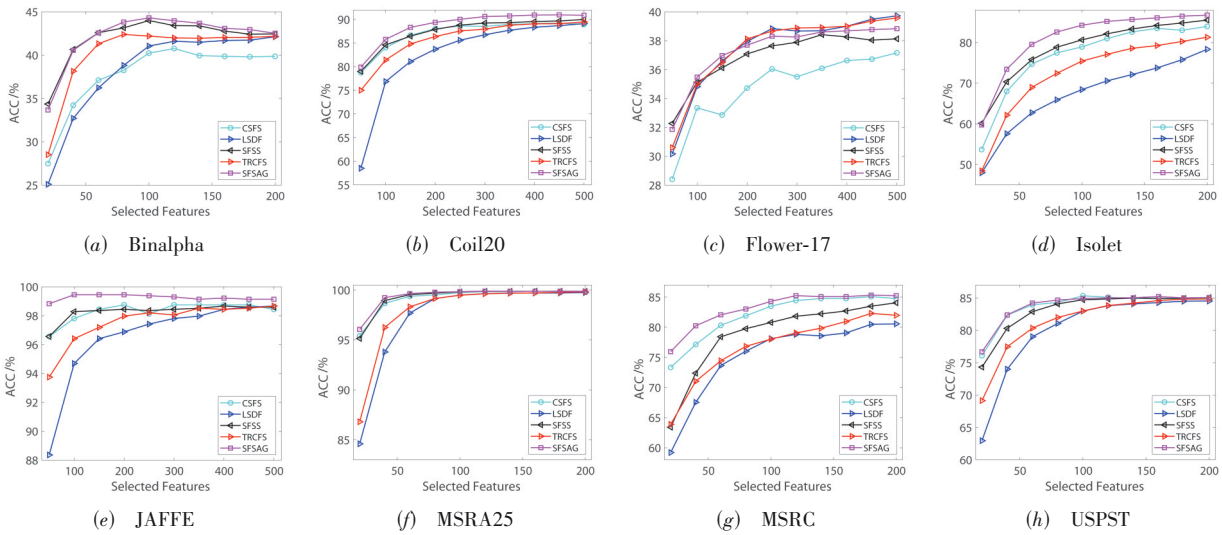 ACC /%
45
40
35
30
25
50
100
150
200
CSFS
LSDF
SFSS
TRCFS
SFSAG
Selected Features
(a) Binalpha
ACC /%
90
85
80
75
70
65
60
55
100
200
300
400
500
CSFS
LSDF
SFSS
TRCFS
SFSAG
Selected Features
(b) Coil20
ACC /%
40
38
36
34
32
30
28
100
200
300
400
500
CSFS
LSDF
SFSS
TRCFS
SFSAG
Selected Features
(c) Flower-17
ACC /%
80
70
60
50
50
100
150
200
CSFS
LSDF
SFSS
TRCFS
SFSAG
Selected Features
(d) Isolet
ACC /%
100
98
96
94
92
90
88
100
200
300
400
500
CSFS
LSDF
SFSS
TRCFS
SFSAG
Selected Features
(e) JAFFE
ACC /%
100
95
90
85
50
100
150
200
CSFS
LSDF
SFSS
TRCFS
SFSAG
Selected Features
(f) MSRA25
ACC /%
85
80
75
70
65
60
50
100
150
200
CSFS
LSDF
SFSS
TRCFS
SFSAG
Selected Features
(g) MSRC
ACC /%
90
85
80
75
70
65
60
50
100
150
200
CSFS
LSDF
SFSS
TRCFS
SFSAG
Selected Features
(h) USPST